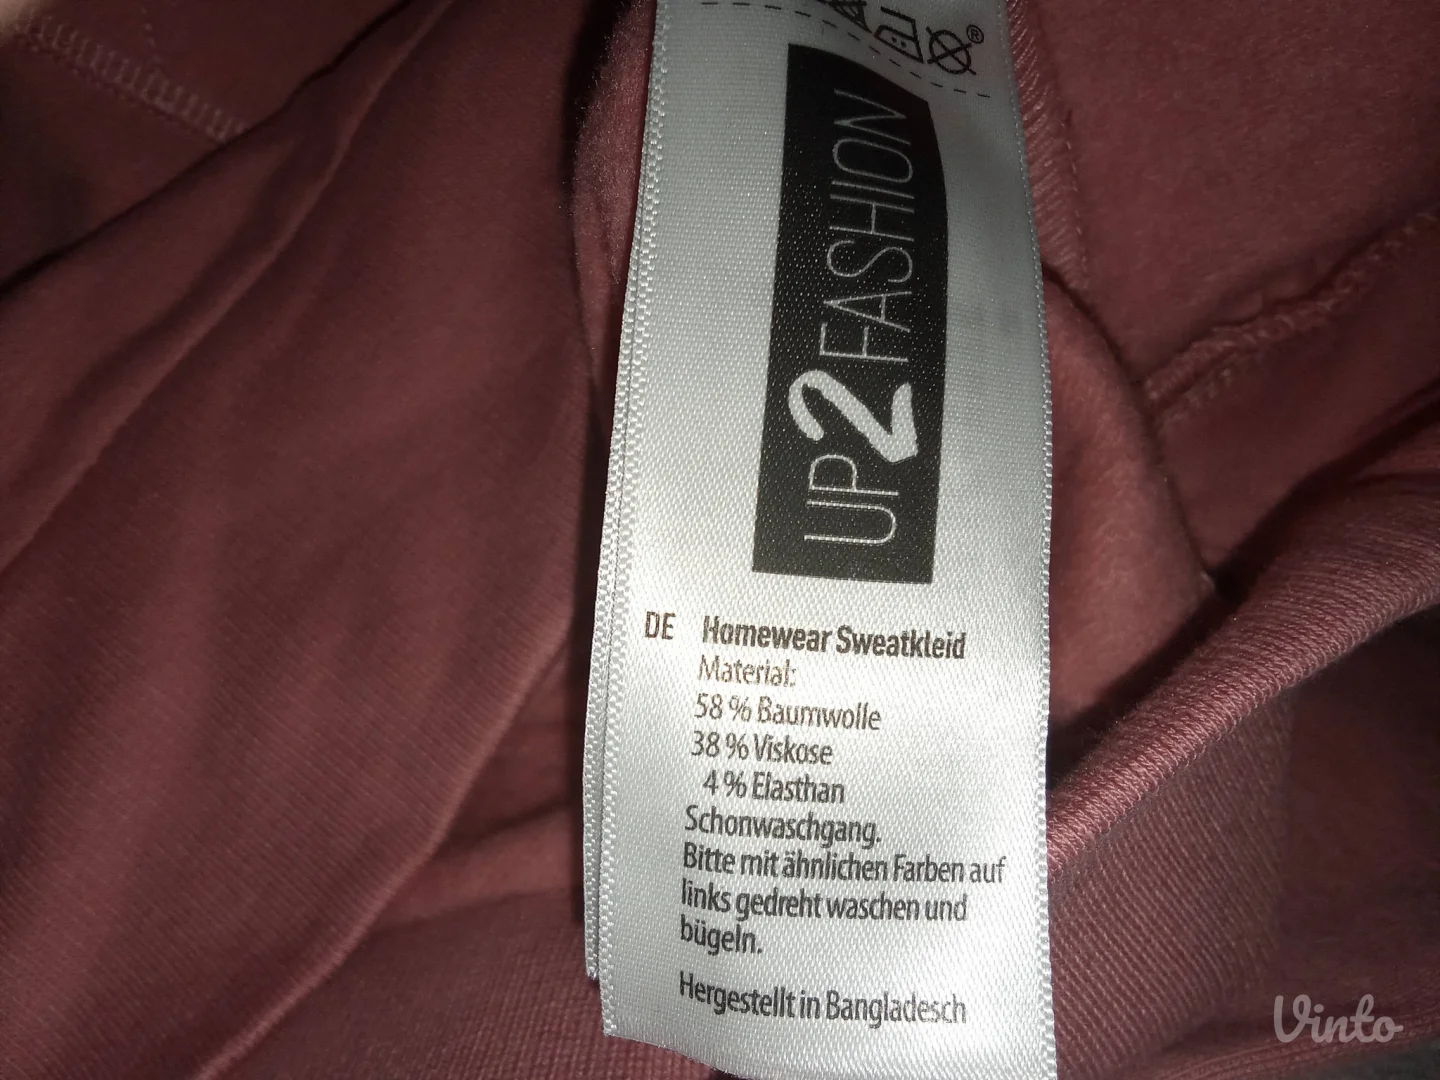 ®
UP2FASHION
DE Homewear Sweatkleid
Material:
58 % Baumwolle
38 % Viskose
4 % Elasthan
Schonwaschgang.
Bitte mit ähnlichen Farben auf
links gedreht waschen und
bügeln.
Hergestellt in Bangladesch
Vinto